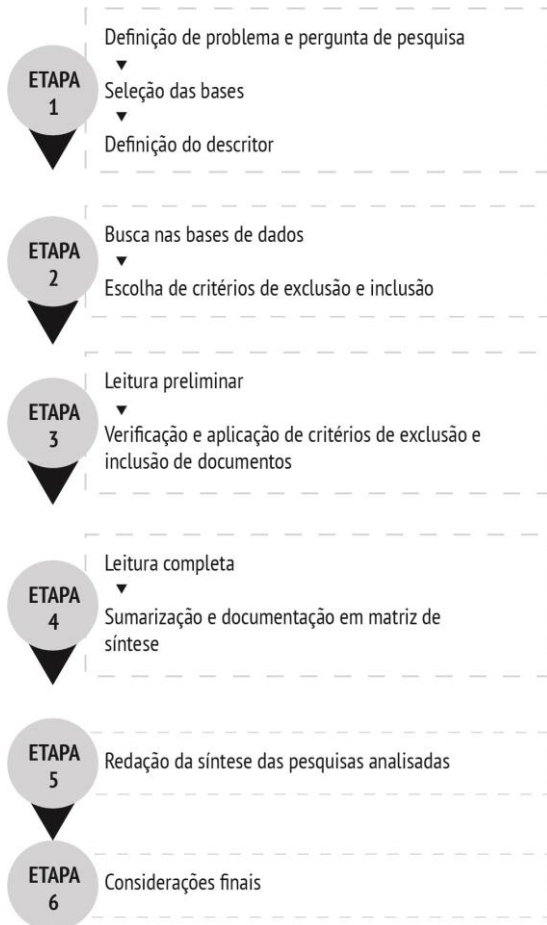 ETAPA
1
Definição de problema e pergunta de pesquisa
Seleção das bases
Definição do descritor
ETAPA
2
Busca nas bases de dados
Escolha de critérios de exclusão e inclusão
ETAPA
3
Leitura preliminar
Verificação e aplicação de critérios de exclusão e
inclusão de documentos
ETAPA
4
Leitura completa
Sumarização e documentação em matriz de
síntese
ETAPA
5
Redação da síntese das pesquisas analisadas
ETAPA
6
Considerações finais